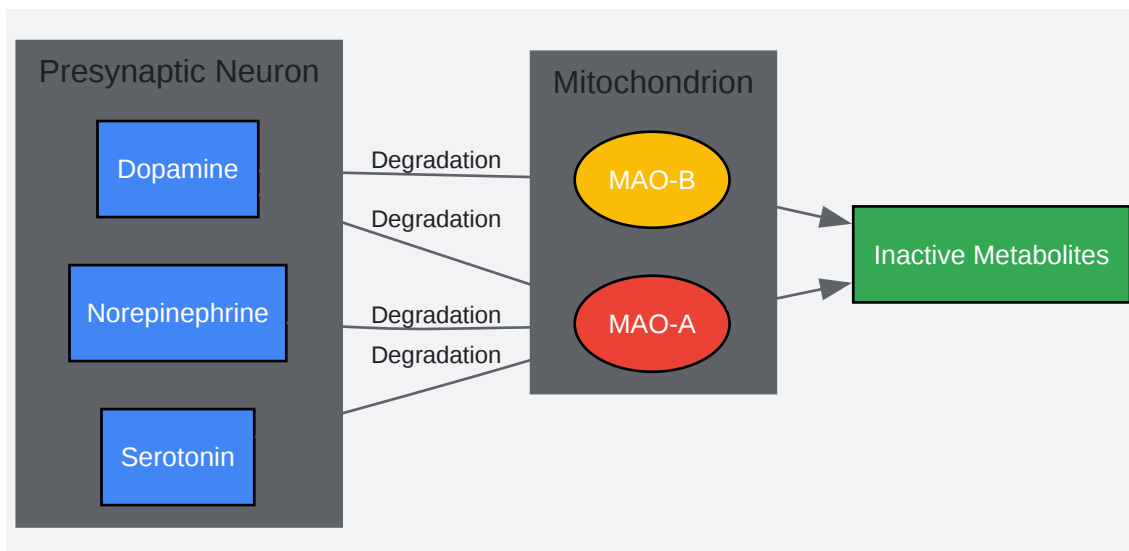 Presynaptic Neuron
Dopamine
Norepinephrine
Serotonin
Degradation
Degradation
Degradation
Degradation
Mitochondrion
MAO-B
MAO-A
Inactive Metabolites